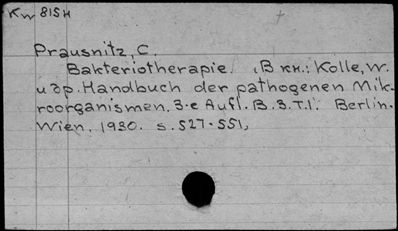 Kw 815H
Prausnitz, C.
Bakteriotherapie. (В кн.: Kolle, W.
и др. Handbuch der pathogenen Mik-
roorganismen. 3-e Aufl. B. 3. T.1. Berlin.
Wien. 1930. s. 527-551)